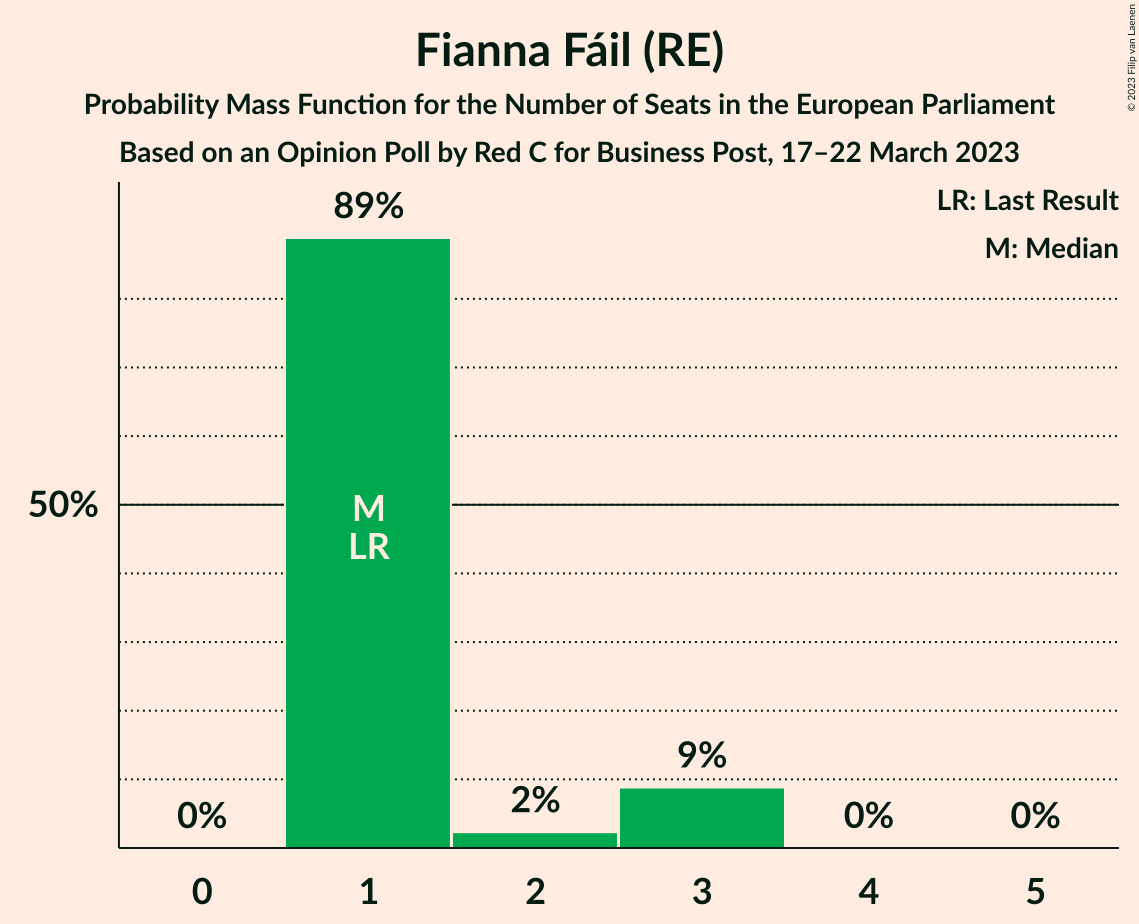 Fianna Fáil (RE)
Probability Mass Function for the Number of Seats in the European Parliament
Based on an Opinion Poll by Red C for Business Post, 17–22 March 2023
© 2023 Filip van Laenen
LR: Last Result
M: Median
89%
50%
M
LR
9%
2%
0%
0%
0%
0 1 2 3 4 5